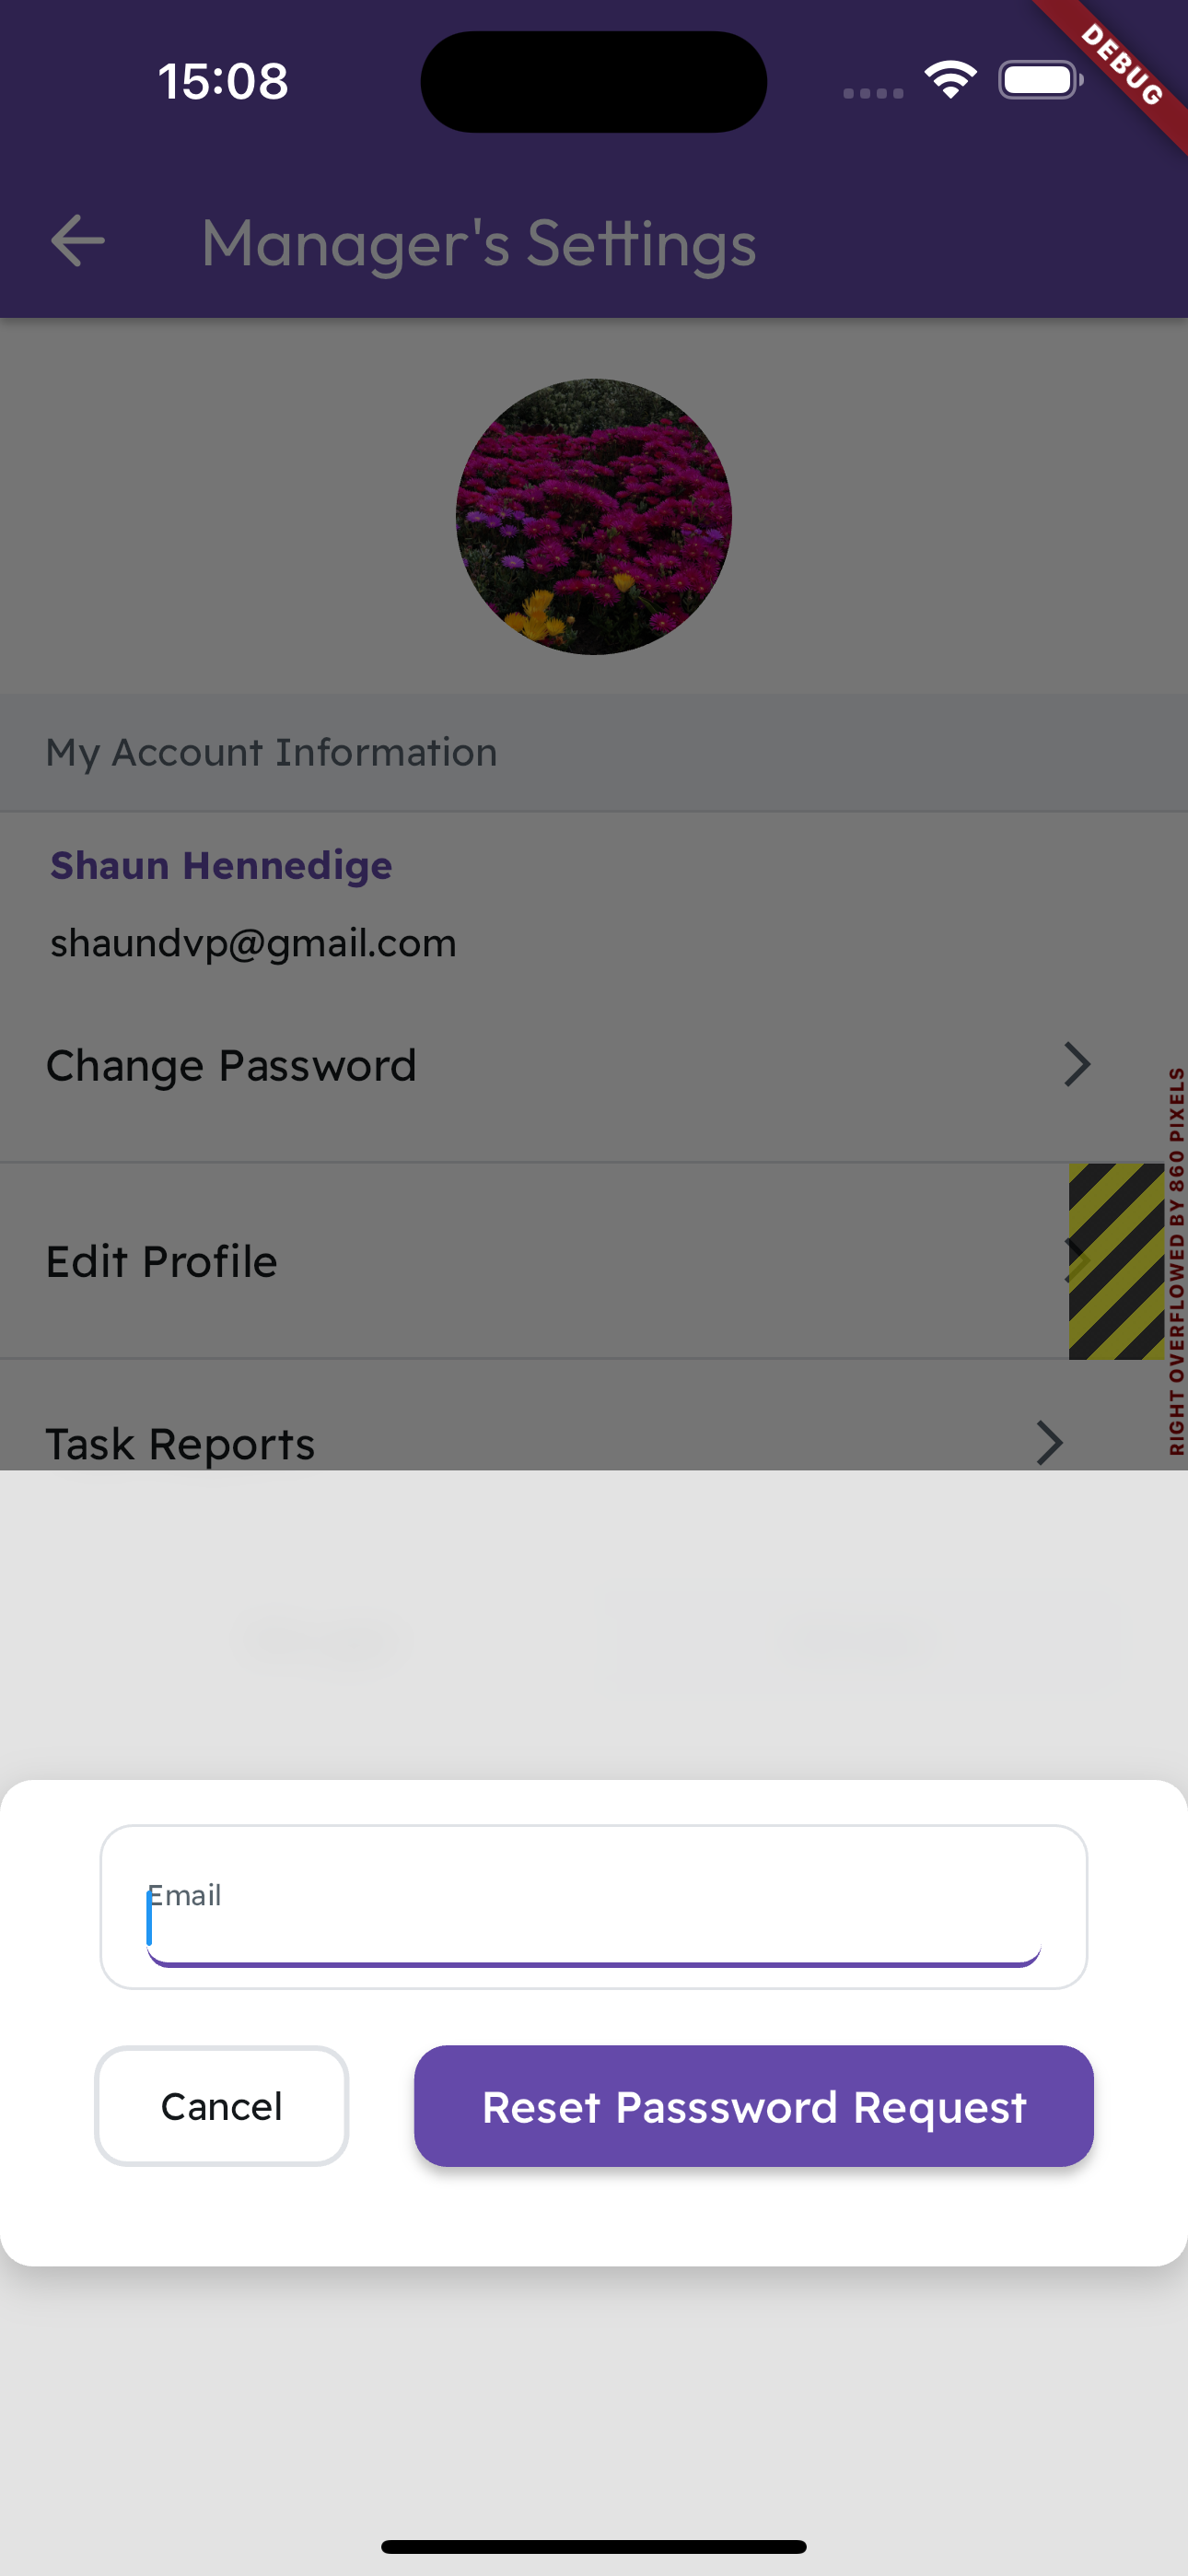 15:08
DEBUG
Manager's Settings
My Account Information
Shaun Hennedige
shaundvp@gmail.com
Change Password
Edit Profile
RIGHT OVERFLOWED BY 860 PIXELS
Task Reports
Email
Cancel
Reset Passsword Request